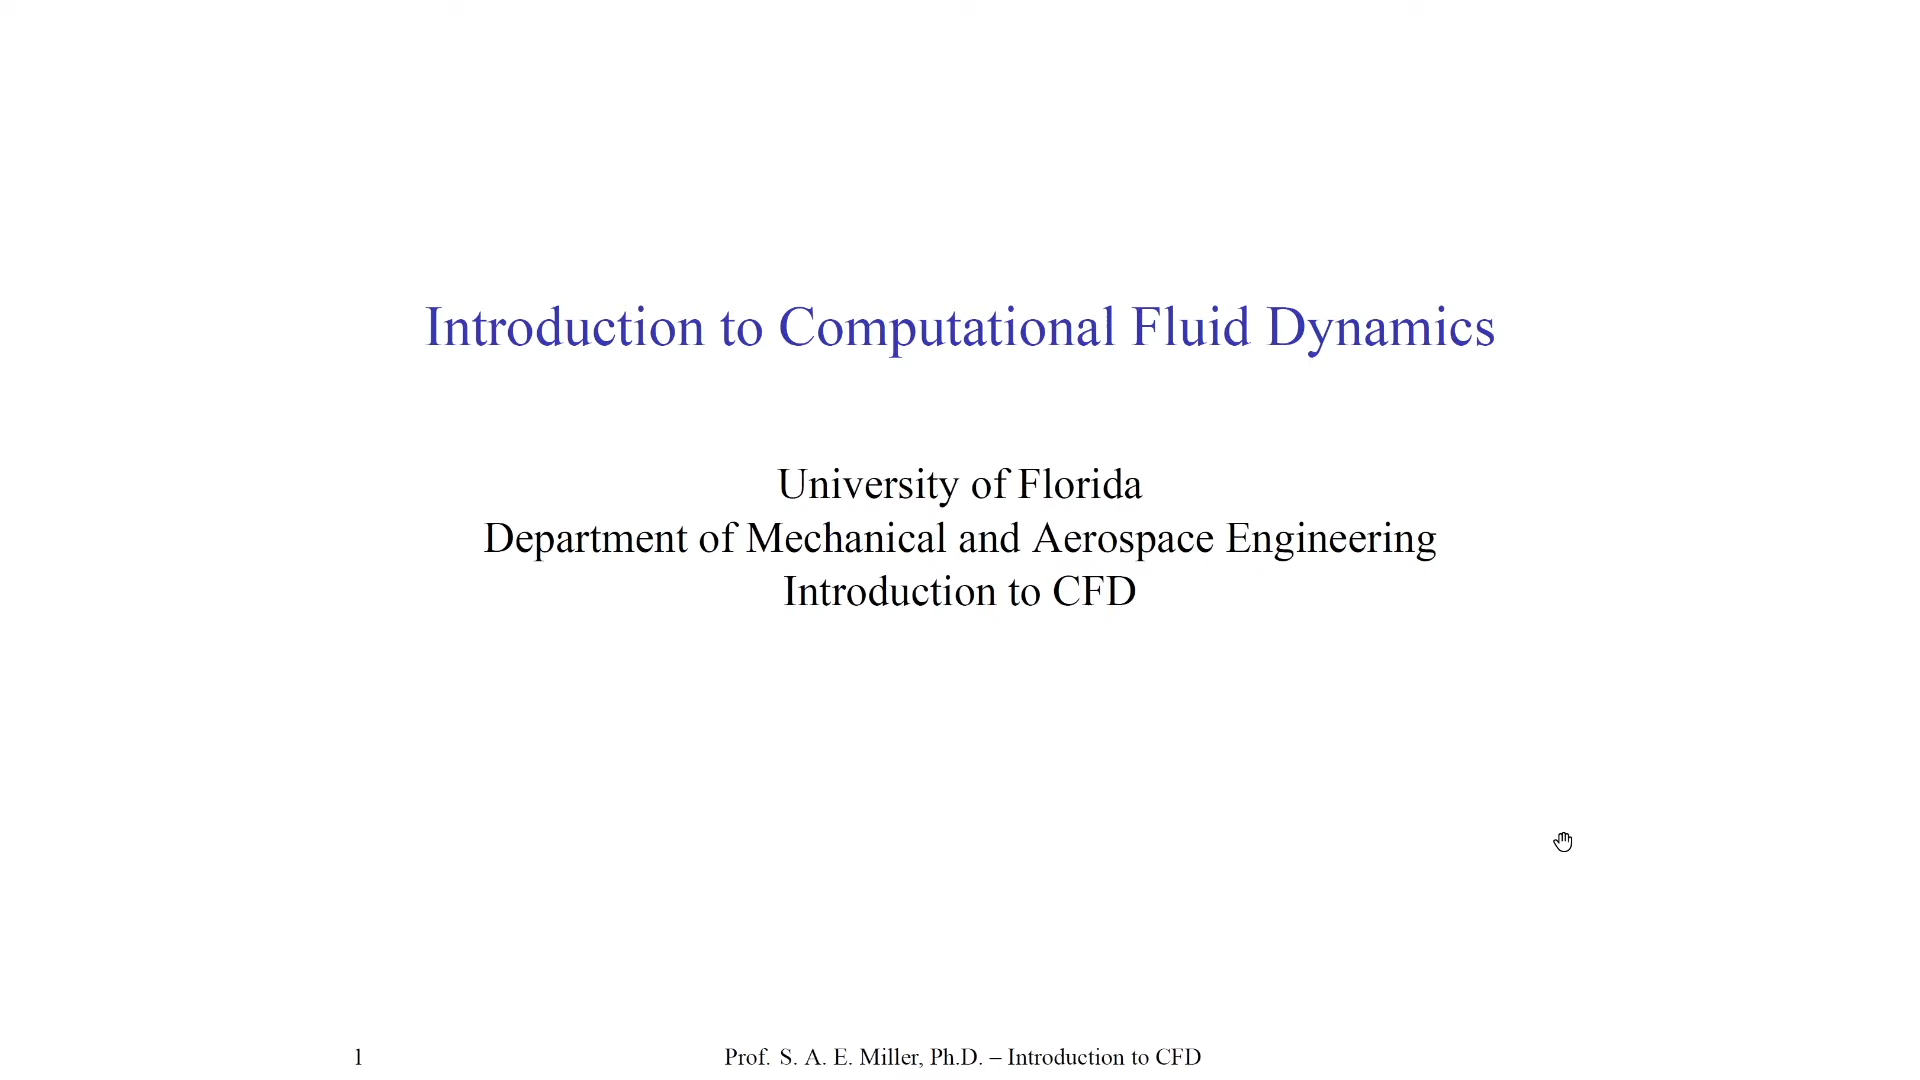 Introduction to Computational Fluid Dynamics
University of Florida
Department of Mechanical and Aerospace Engineering
Introduction to CFD
1
Prof. S. A. E. Miller, Ph.D. – Introduction to CFD